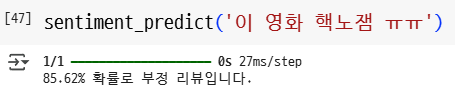 [47] sentiment_predict('이 영화 핵노잼 ㅠㅠ')
1/1 ━━━━━━━━━━━━━━━━━━━━ 0s 27ms/step
85.62% 확률로 부정 리뷰입니다.